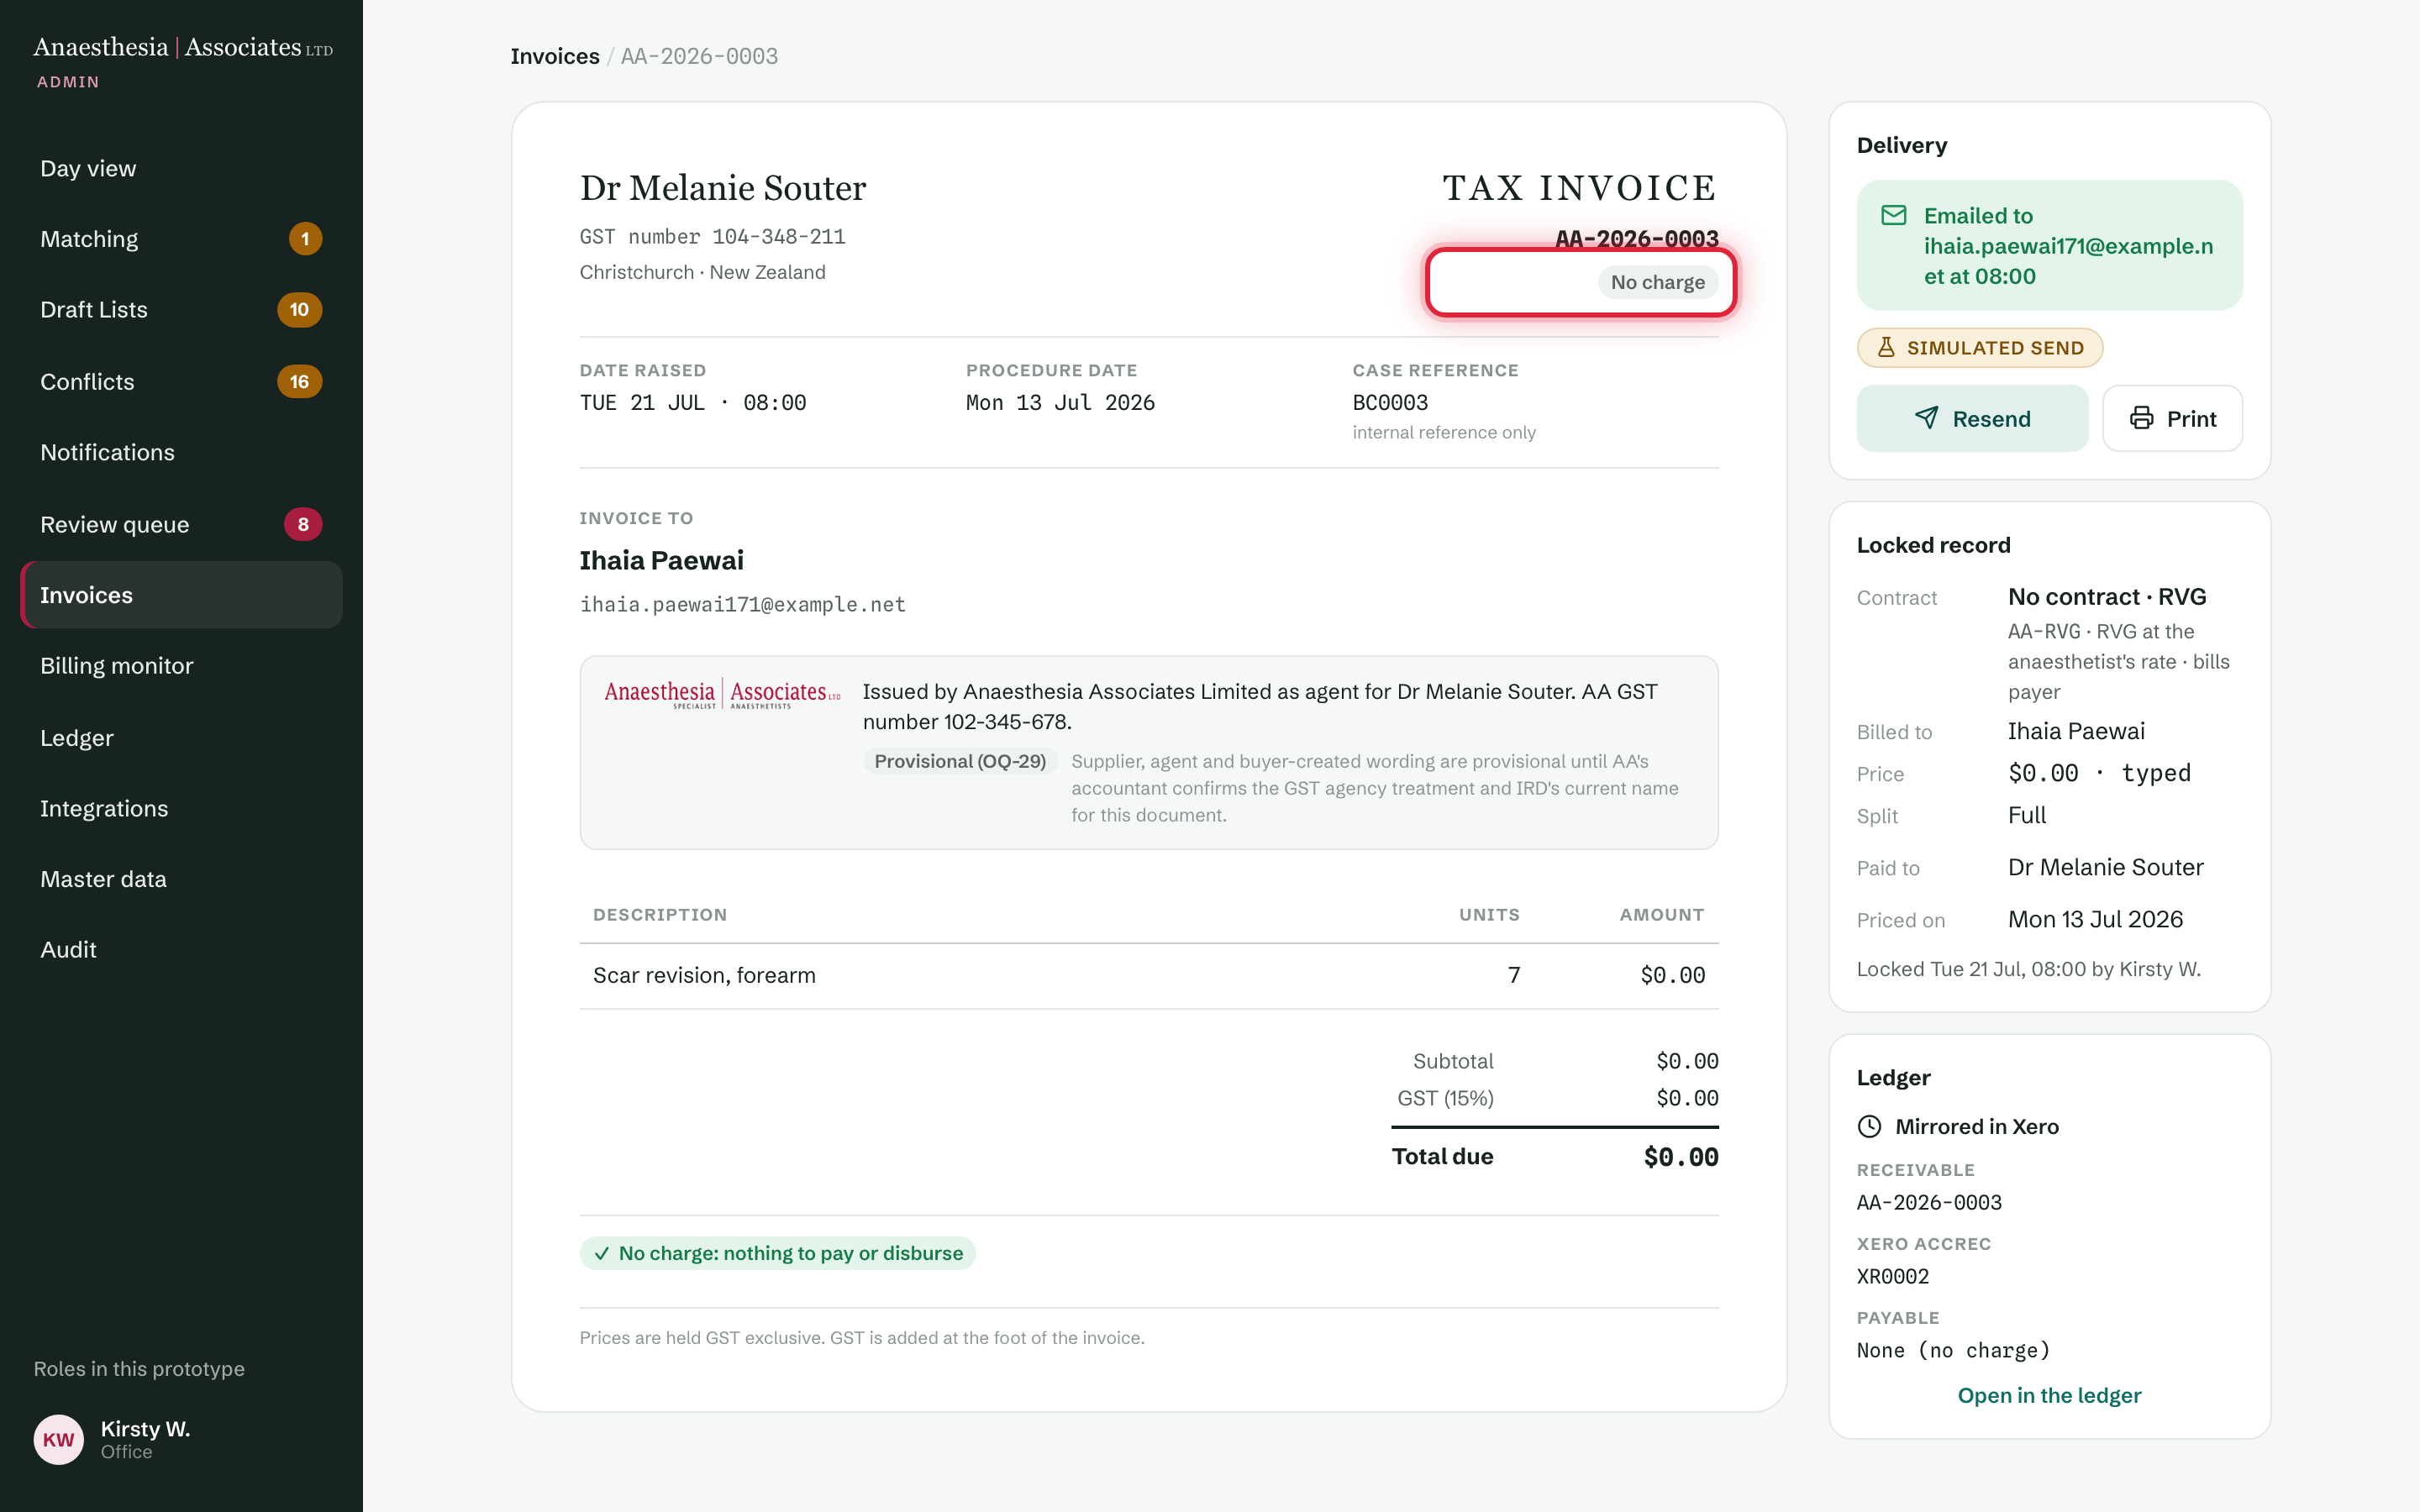 Anaesthesia | Associates LTD
ADMIN
Day view
Matching 1
Draft Lists 10
Conflicts 16
Notifications
Review queue 8
Invoices
Billing monitor
Ledger
Integrations
Master data
Audit
Roles in this prototype
KW
Kirsty W.
Office
Invoices / AA-2026-0003
Dr Melanie Souter
GST number 104-348-211
Christchurch · New Zealand
TAX INVOICE
AA-2026-0003
No charge
DATE RAISED
TUE 21 JUL · 08:00
PROCEDURE DATE
Mon 13 Jul 2026
CASE REFERENCE
BC0003
internal reference only
INVOICE TO
Ihaia Paewai
ihaia.paewai171@example.net
Anaesthesia | Associates LTD
SPECIALIST | ANAESTHETISTS
Issued by Anaesthesia Associates Limited as agent for Dr Melanie Souter. AA GST
number 102-345-678.
Provisional (OQ-29)
Supplier, agent and buyer-created wording are provisional until AA's
accountant confirms the GST agency treatment and IRD's current name
for this document.
DESCRIPTION UNITS AMOUNT
Scar revision, forearm 7 $0.00
Subtotal $0.00
GST (15%) $0.00
Total due $0.00
No charge: nothing to pay or disburse
Prices are held GST exclusive. GST is added at the foot of the invoice.
Delivery
Emailed to
ihaia.paewai171@example.n
et at 08:00
SIMULATED SEND
Resend
Print
Locked record
Contract No contract · RVG
AA-RVG · RVG at the
anaesthetist's rate · bills
payer
Billed to Ihaia Paewai
Price $0.00 · typed
Split Full
Paid to Dr Melanie Souter
Priced on Mon 13 Jul 2026
Locked Tue 21 Jul, 08:00 by Kirsty W.
Ledger
Mirrored in Xero
RECEIVABLE
AA-2026-0003
XERO ACCREC
XR0002
PAYABLE
None (no charge)
Open in the ledger